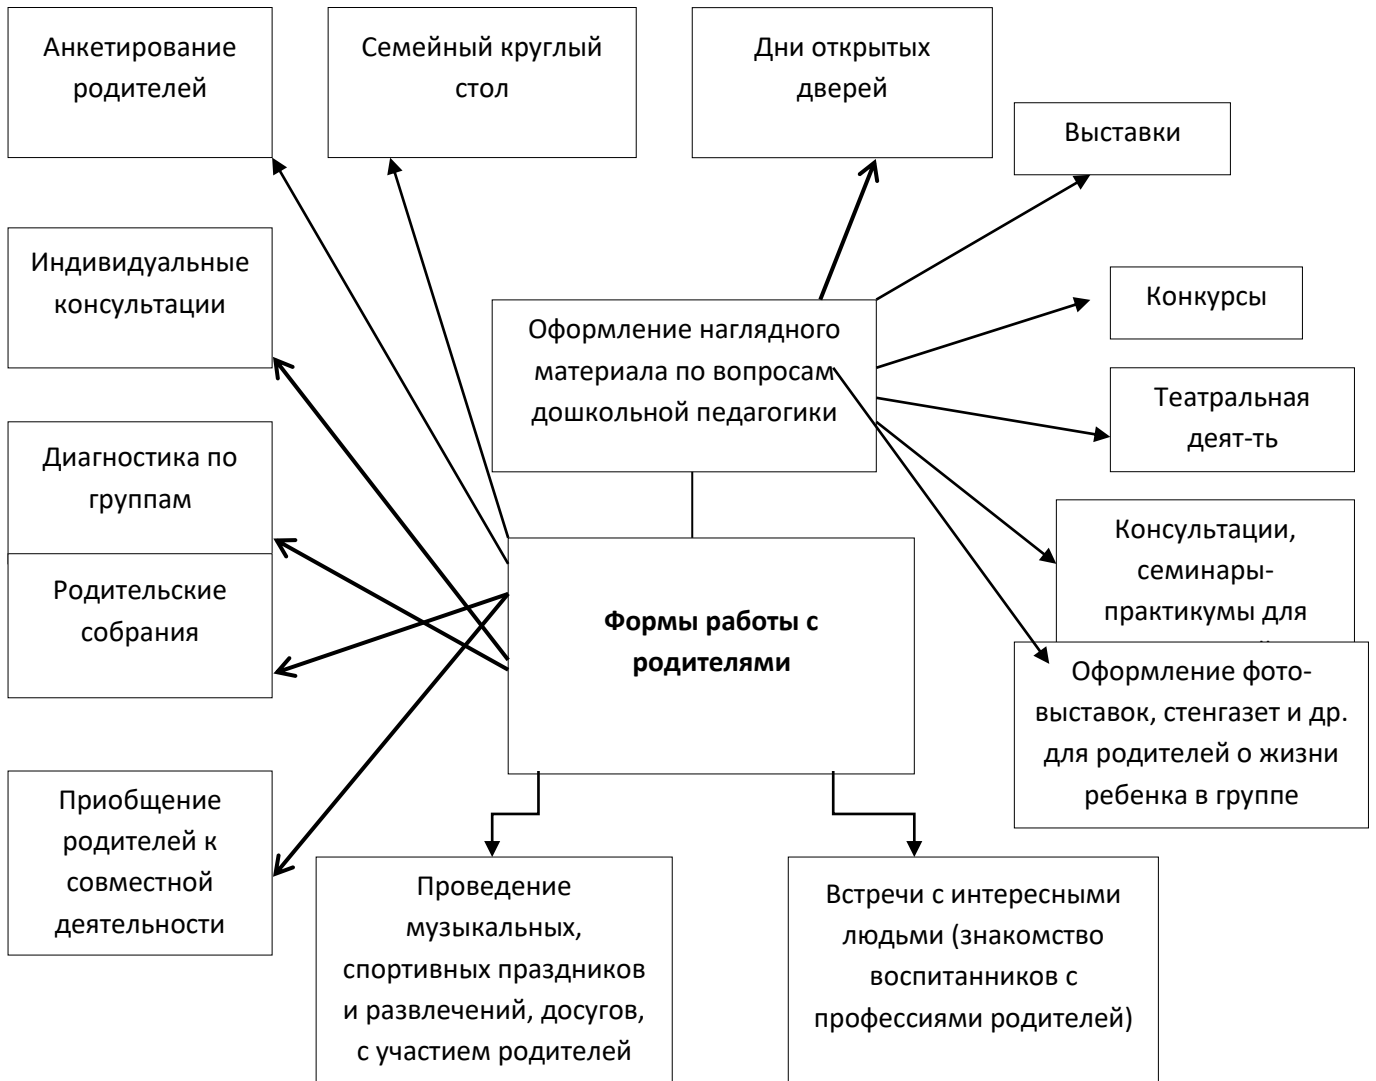 Анкетирование
родителей
Семейный круглый
стол
Дни открытых
дверей
Выставки
Индивидуальные
консультации
Конкурсы
Оформление наглядного
материала по вопросам
дошкольной педагогики
Театральная
деят-ть
Диагностика по
группам
Консультации,
семинары-
практикумы для
Родительские
собрания
Формы работы с
родителями
Оформление фото-
выставок, стенгазет и др.
для родителей о жизни
ребенка в группе
Приобщение
родителей к
совместной
деятельности
Проведение
музыкальных,
спортивных праздников
и развлечений, досугов,
с участием родителей
Встречи с интересными
людьми (знакомство
воспитанников с
профессиями родителей)